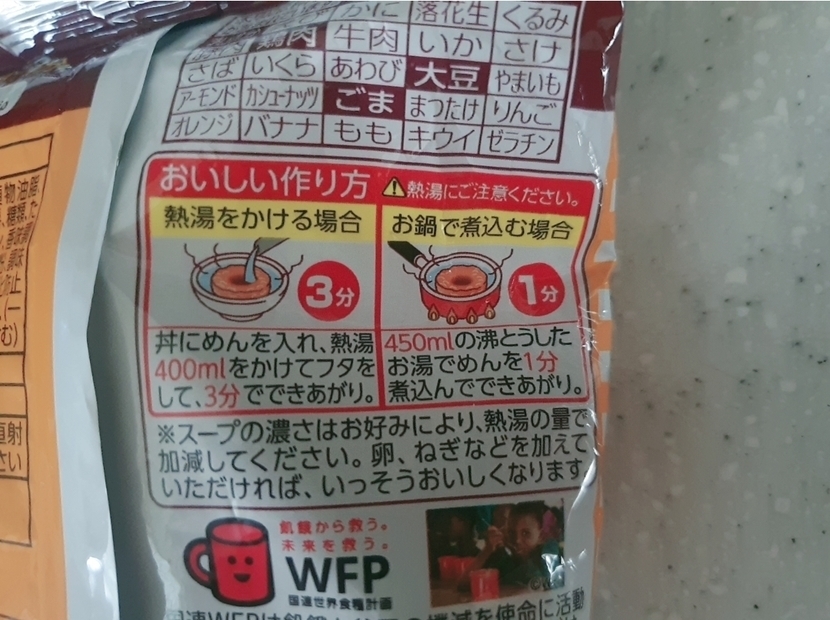 かに 落花生 くるみ
鶏肉 牛肉 いか さけ
さば いくら あわび 大豆 やまいも
アーモンド カシューナッツ ごま まつたけ りんご
オレンジ バナナ もも キウイ ゼラチン
おいしい作り方 熱湯にご注意ください。
熱湯をかける場合
3分
丼にめんを入れ、熱湯
400mlをかけてフタを
して、3分でできあがり。
お鍋で煮込む場合
1分
450mlの沸とうした
お湯でめんを1分
煮込んでできあがり。
※スープの濃さはお好みにより、熱湯の量で
加減してください。卵、ねぎなどを加えて
いただければ、いっそうおいしくなります
飢餓から救う。
未来を救う。
WFP
国連世界食糧計画
物油脂
直射
さい